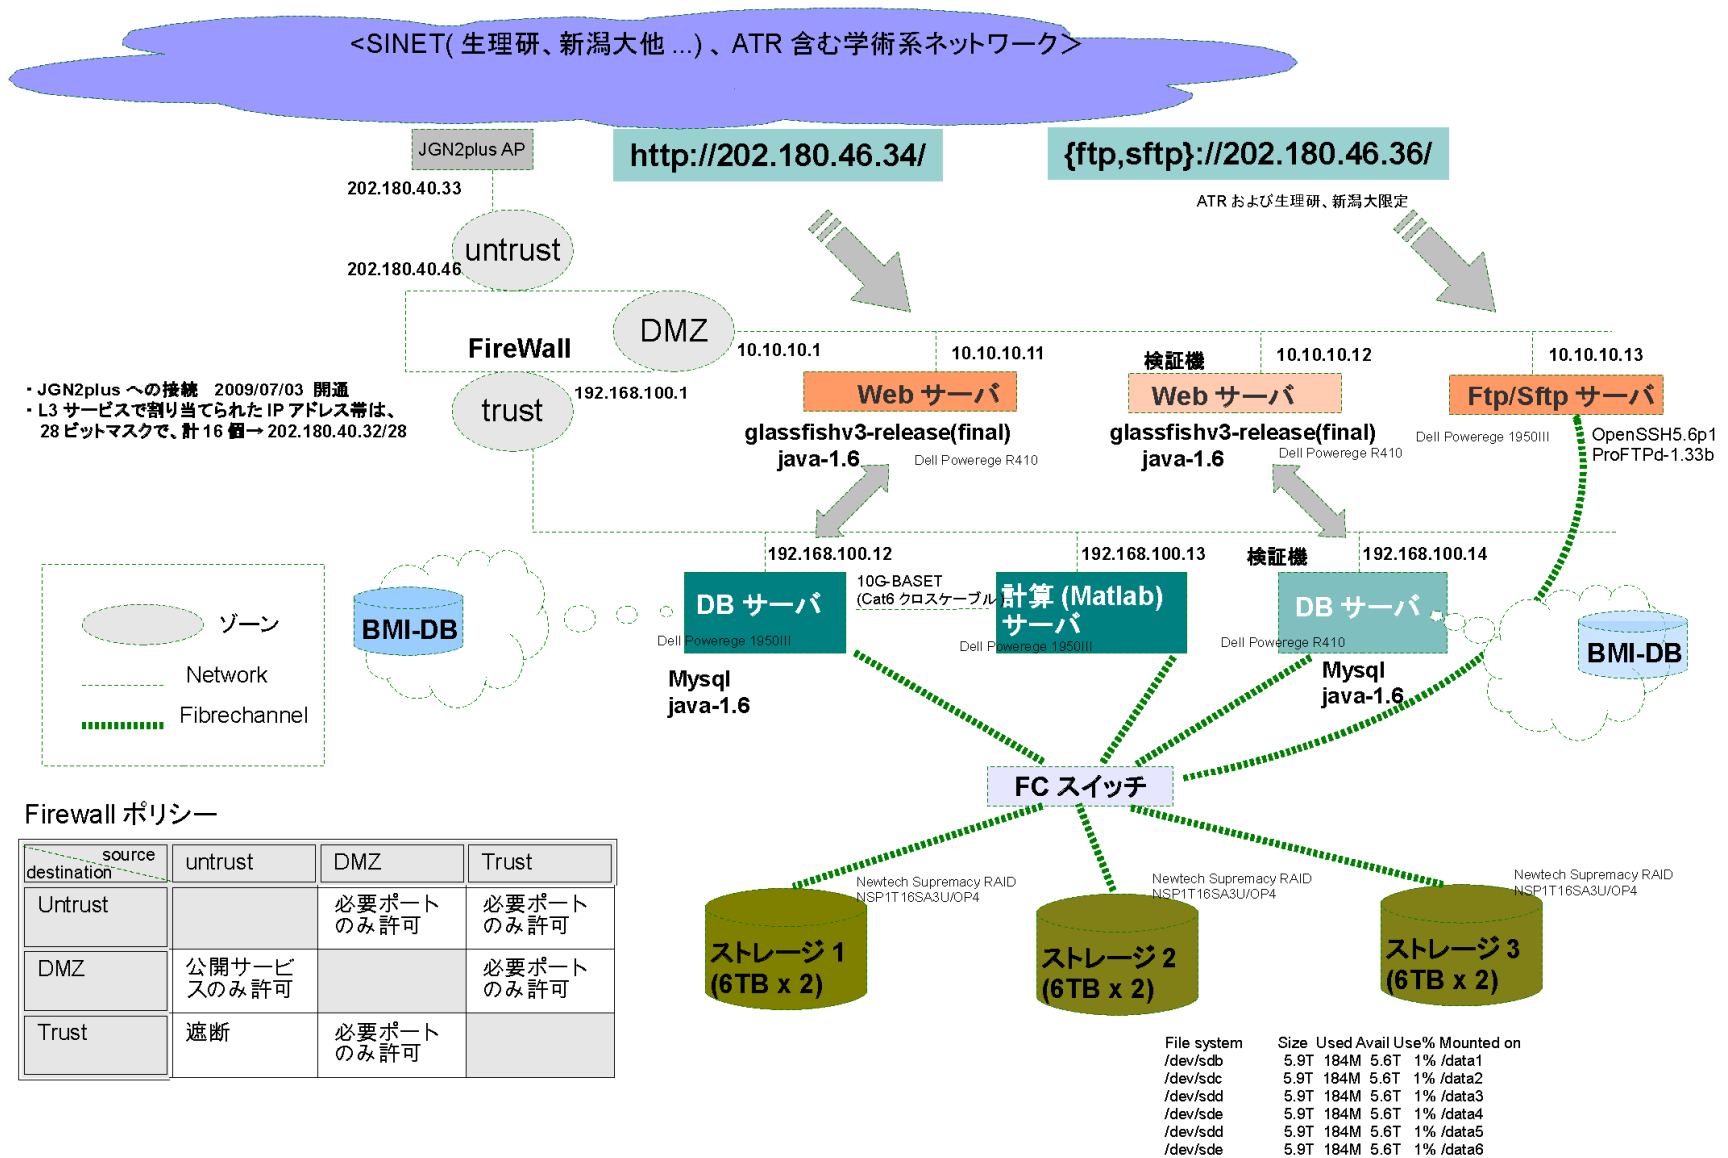 <SINET( 生理研、新潟大他 ...) 、ATR 含む学術系ネットワーク>
JGN2plus AP
http://202.180.46.34/
{ftp,sftp}://202.180.46.36/
202.180.40.33
ATR および生理研、新潟大限定
untrust
202.180.40.46
DMZ
FireWall
10.10.10.1
10.10.10.11
検証機
10.10.10.12
10.10.10.13
・JGN2plus への接続 2009/07/03 開通
・L3 サービスで割り当てられた IP アドレス帯は、
28 ビットマスクで、計 16 個→ 202.180.40.32/28
trust
192.168.100.1
Web サーバ
Web サーバ
Ftp/Sftp サーバ
glassfishv3-release(final)
java-1.6
Dell Powerege R410
glassfishv3-release(final)
java-1.6
Dell Powerege R410
Dell Powerege 1950III
OpenSSH5.6p1
ProFTPd-1.33b
192.168.100.12
192.168.100.13
検証機
192.168.100.14
ゾーン
Network
Fibrechannel
BMI-DB
DB サーバ
Dell Powerege 1950III
10G-BASET
(Cat6 クロスケーブル )
計算 (Matlab)
サーバ
Dell Powerege 1950III
DB サーバ
Dell Powerege R410
BMI-DB
Mysql
java-1.6
Mysql
java-1.6
FC スイッチ
Firewall ポリシー
source
destination
untrust
DMZ
Trust
Untrust
必要ポート
のみ許可
必要ポート
のみ許可
DMZ
公開サービ
スのみ許可
必要ポート
のみ許可
Trust
遮断
必要ポート
のみ許可
Newtech Supremacy RAID
NSP1T16SA3U/OP4
ストレージ 1
(6TB x 2)
Newtech Supremacy RAID
NSP1T16SA3U/OP4
ストレージ 2
(6TB x 2)
Newtech Supremacy RAID
NSP1T16SA3U/OP4
ストレージ 3
(6TB x 2)
File system Size Used Avail Use% Mounted on
/dev/sdb 5.9T 184M 5.6T 1% /data1
/dev/sdc 5.9T 184M 5.6T 1% /data2
/dev/sdd 5.9T 184M 5.6T 1% /data3
/dev/sde 5.9T 184M 5.6T 1% /data4
/dev/sdd 5.9T 184M 5.6T 1% /data5
/dev/sde 5.9T 184M 5.6T 1% /data6